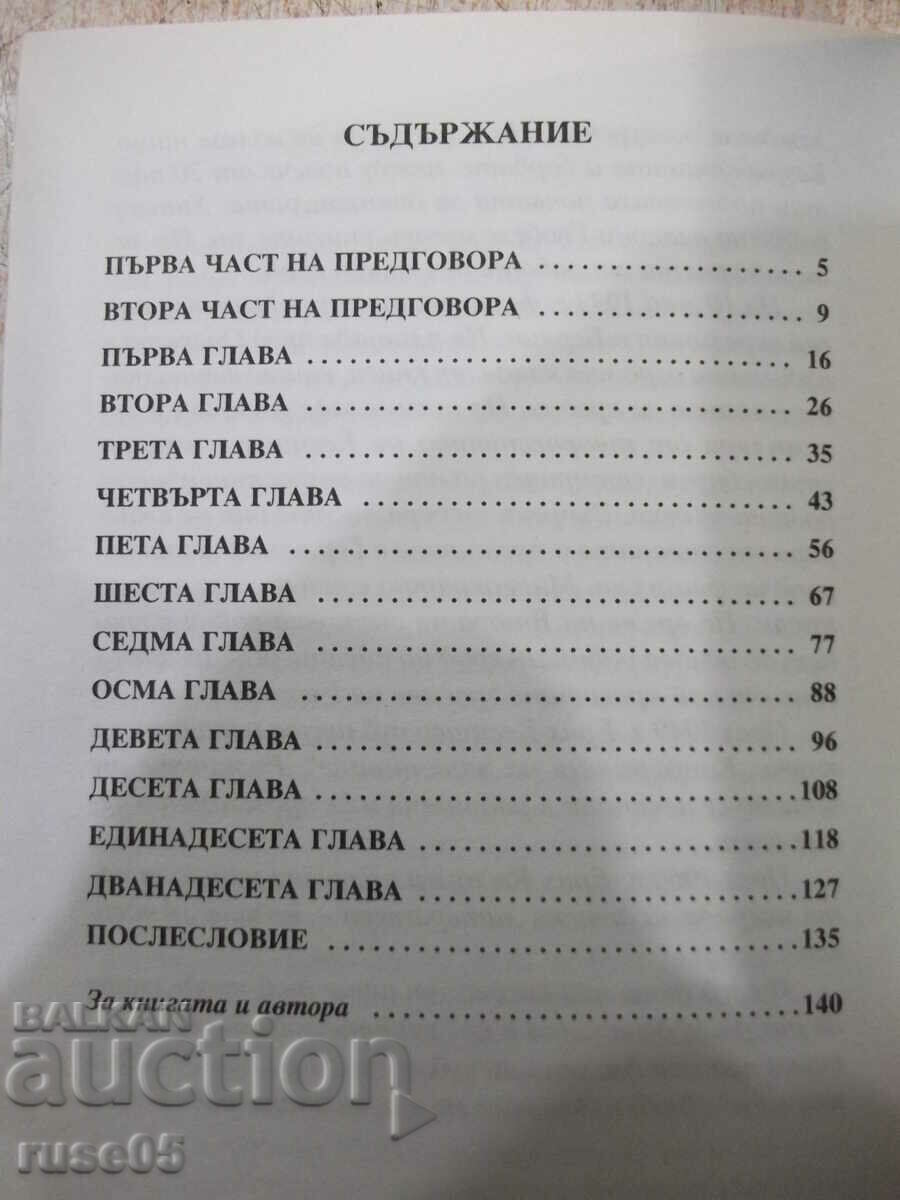 СЪДЪРЖАНИЕ
ПЪРВА ЧАСТ НА ПРЕДГОВОРА . . . . . . . . . . . . . . . . . . . . 5
ВТОРА ЧАСТ НА ПРЕДГОВОРА . . . . . . . . . . . . . . . . . . . . 9
ПЪРВА ГЛАВА . . . . . . . . . . . . . . . . . . . . 16
ВТОРА ГЛАВА . . . . . . . . . . . . . . . . . . . . 26
ТРЕТА ГЛАВА . . . . . . . . . . . . . . . . . . . . 35
ЧЕТВЪРТА ГЛАВА . . . . . . . . . . . . . . . . . . . . 43
ПЕТА ГЛАВА . . . . . . . . . . . . . . . . . . . . 56
ШЕСТА ГЛАВА . . . . . . . . . . . . . . . . . . . . 67
СЕДМА ГЛАВА . . . . . . . . . . . . . . . . . . . . 77
ОСМА ГЛАВА . . . . . . . . . . . . . . . . . . . . 88
ДЕВЕТА ГЛАВА . . . . . . . . . . . . . . . . . . . . 96
ДЕСЕТА ГЛАВА . . . . . . . . . . . . . . . . . . . . 108
ЕДИНАДЕСЕТА ГЛАВА . . . . . . . . . . . . . . . . . . . . 118
ДВАНАДЕСЕТА ГЛАВА . . . . . . . . . . . . . . . . . . . . 127
ПОСЛЕСЛОВИЕ . . . . . . . . . . . . . . . . . . . . 135
За книгата и автора . . . . . . . . . . . . . . . . . . . . 140
BALKAN
auction
ruse05